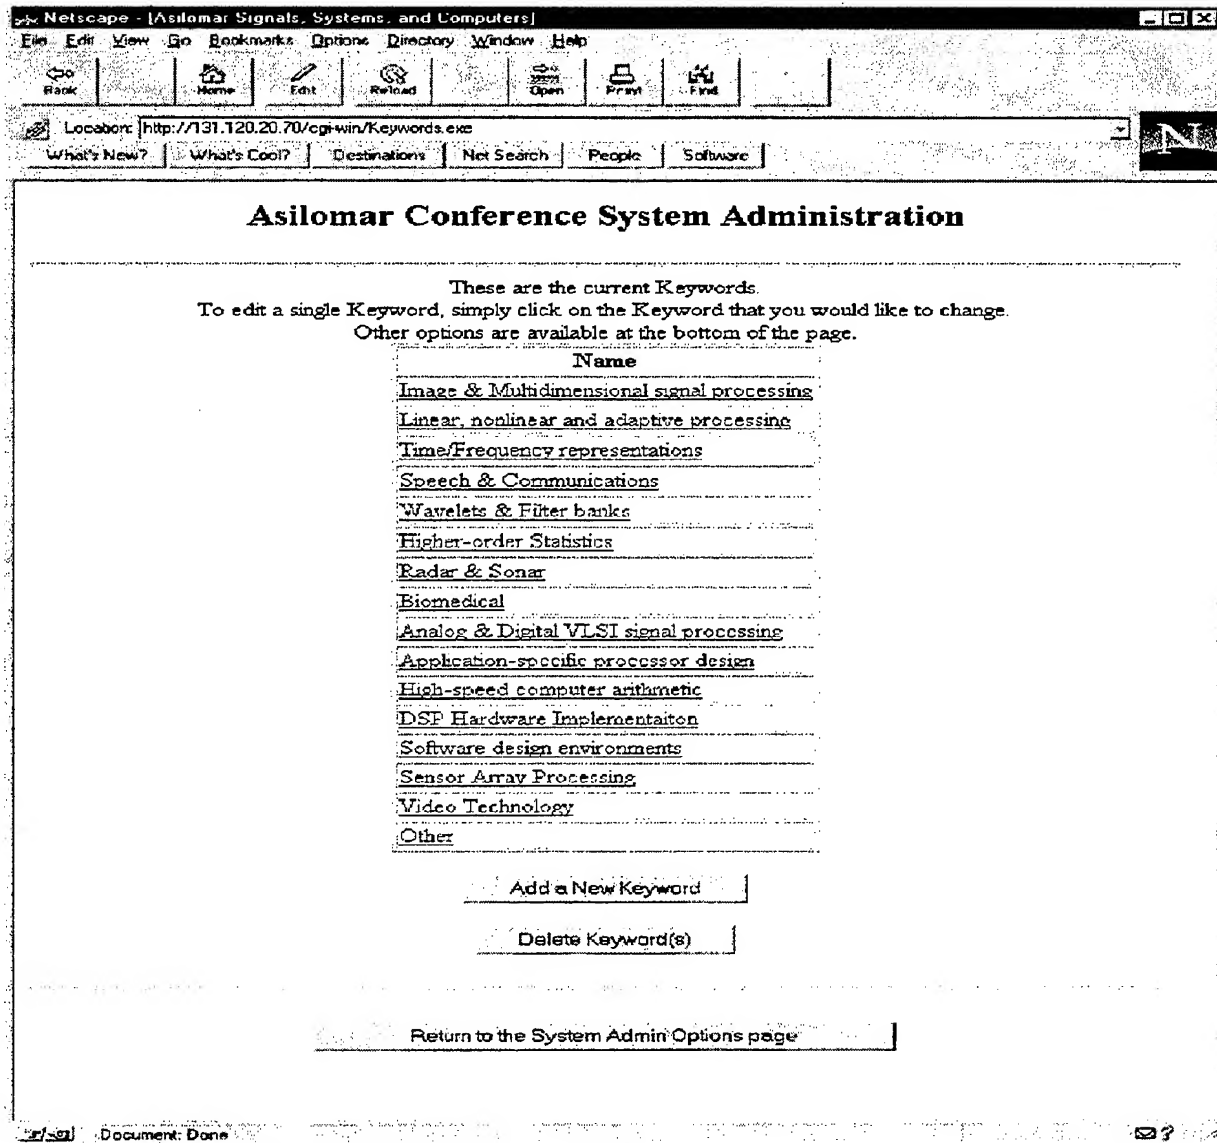 Netscape - [Asilomar Signals, Systems, and Computers]
File Edit View Go Bookmarks Options Directory Window Help
Back Home Edit Reload Open Print Find
Location: http://131.120.20.70/cgi-win/Keywords.exe
What's New? What's Cool? Destinations Net Search People Software
N
Asilomar Conference System Administration
These are the current Keywords.
To edit a single Keyword, simply click on the Keyword that you would like to change.
Other options are available at the bottom of the page.
Name
Image & Multidimensional signal processing
Linear, nonlinear and adaptive processing
Time/Frequency representations
Speech & Communications
Wavelets & Filter banks
Higher-order Statistics
Radar & Sonar
Biomedical
Analog & Digital VLSI signal processing
Application-specific processor design
High-speed computer arithmetic
DSP Hardware Implementaiton
Software design environments
Sensor Array Processing
Video Technology
Other
Add a New Keyword
Delete Keyword(s)
Return to the System Admin Options page
Document: Done
?